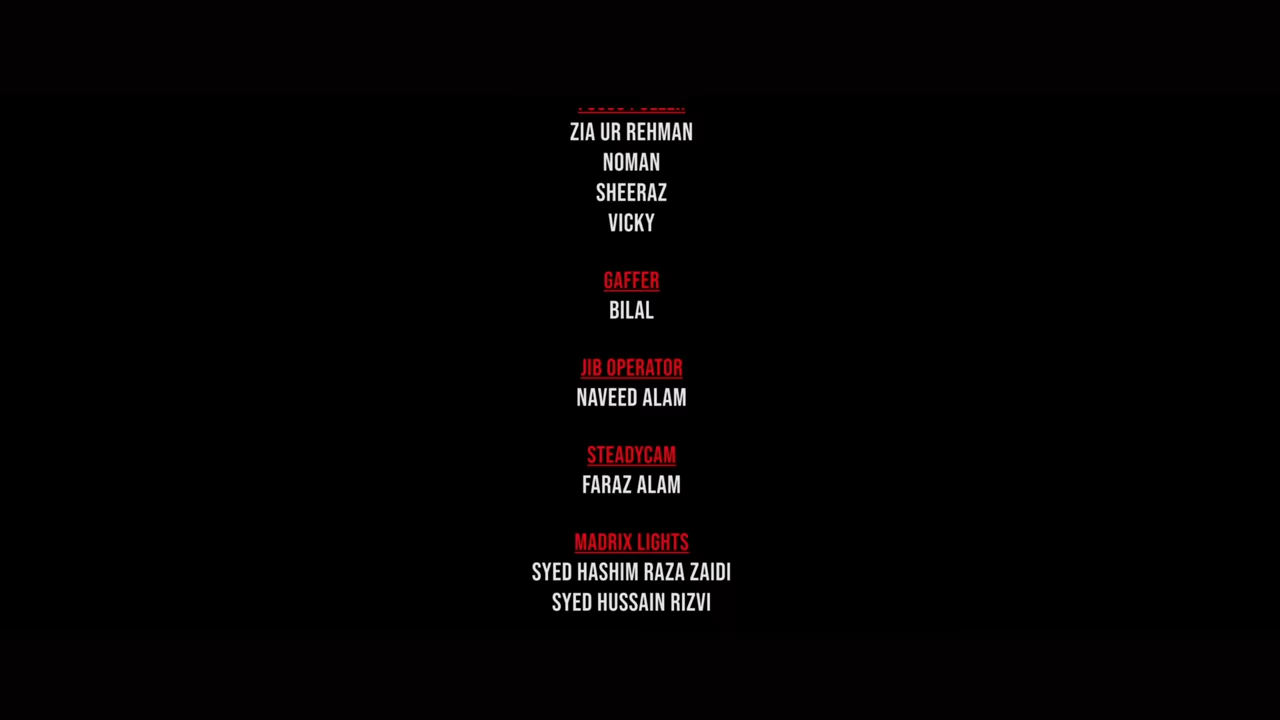 ZIA UR REHMAN
NOMAN
SHEERAZ
VICKY
GAFFER
BILAL
JIB OPERATOR
NAVEED ALAM
STEADYCAM
FARAZ ALAM
MADRIX LIGHTS
SYED HASHIM RAZA ZAIDI
SYED HUSSAIN RIZVI